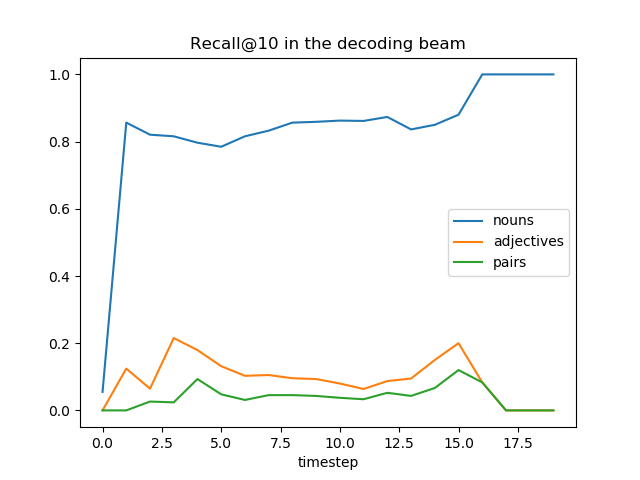 Recall@10 in the decoding beam
1.0
0.8
0.6
0.4
0.2
0.0
nouns
adjectives
pairs
0.0 2.5 5.0 7.5 10.0 12.5 15.0 17.5
timestep